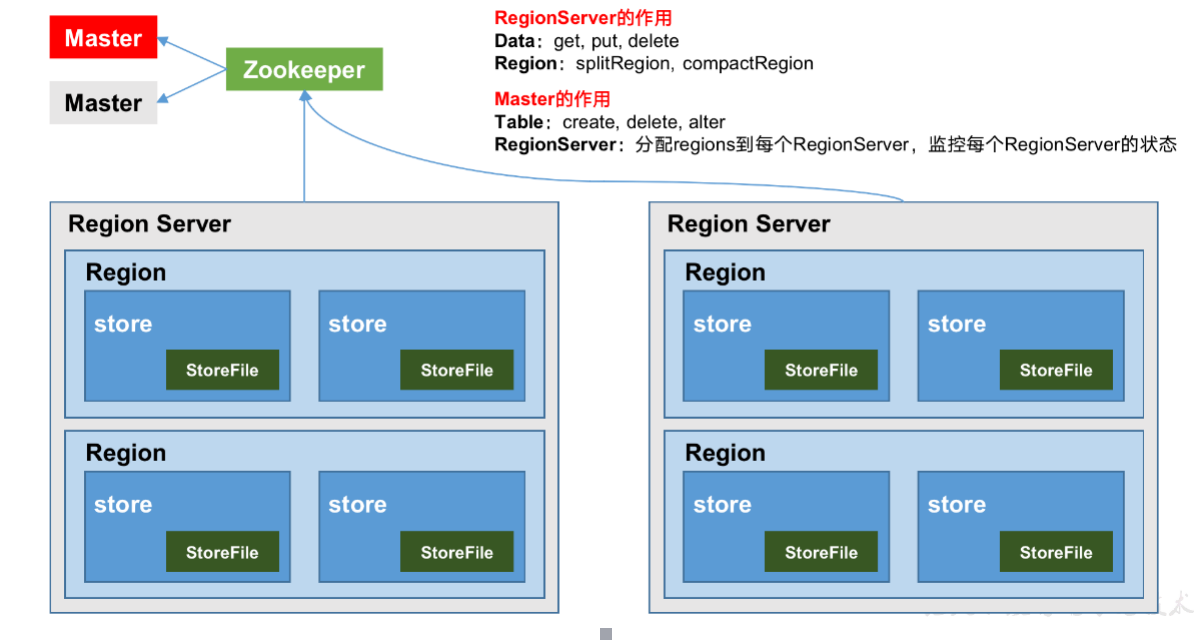 Master
Zookeeper
Master
RegionServer的作用
Data：get, put, delete
Region：splitRegion, compactRegion
Master的作用
Table：create, delete, alter
RegionServer：分配regions到每个RegionServer，监控每个RegionServer的状态
Region Server
Region
store
StoreFile
store
StoreFile
Region
store
StoreFile
store
StoreFile
Region Server
Region
store
StoreFile
store
StoreFile
Region
store
StoreFile
store
StoreFile